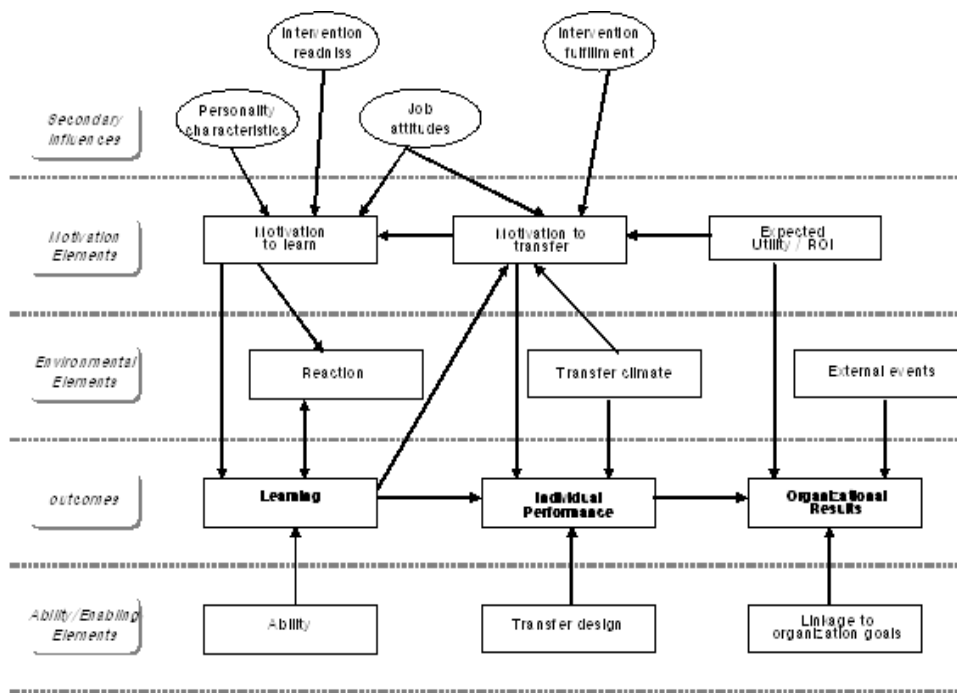 Intervention
readniss
Intervention
fulfillment
Personality
characteristics
Job
attitudes
Secondary
Influences
Motivation
Elements
Motivation
to learn
Motivation to
transfer
Expected
Utility / ROI
Environmental
Elements
Reaction
Transfer climate
External events
outcomes
Learning
Individual
Performance
Organizational
Results
Ability/Enabling
Elements
Ability
Transfer design
Linkage to
organization goals